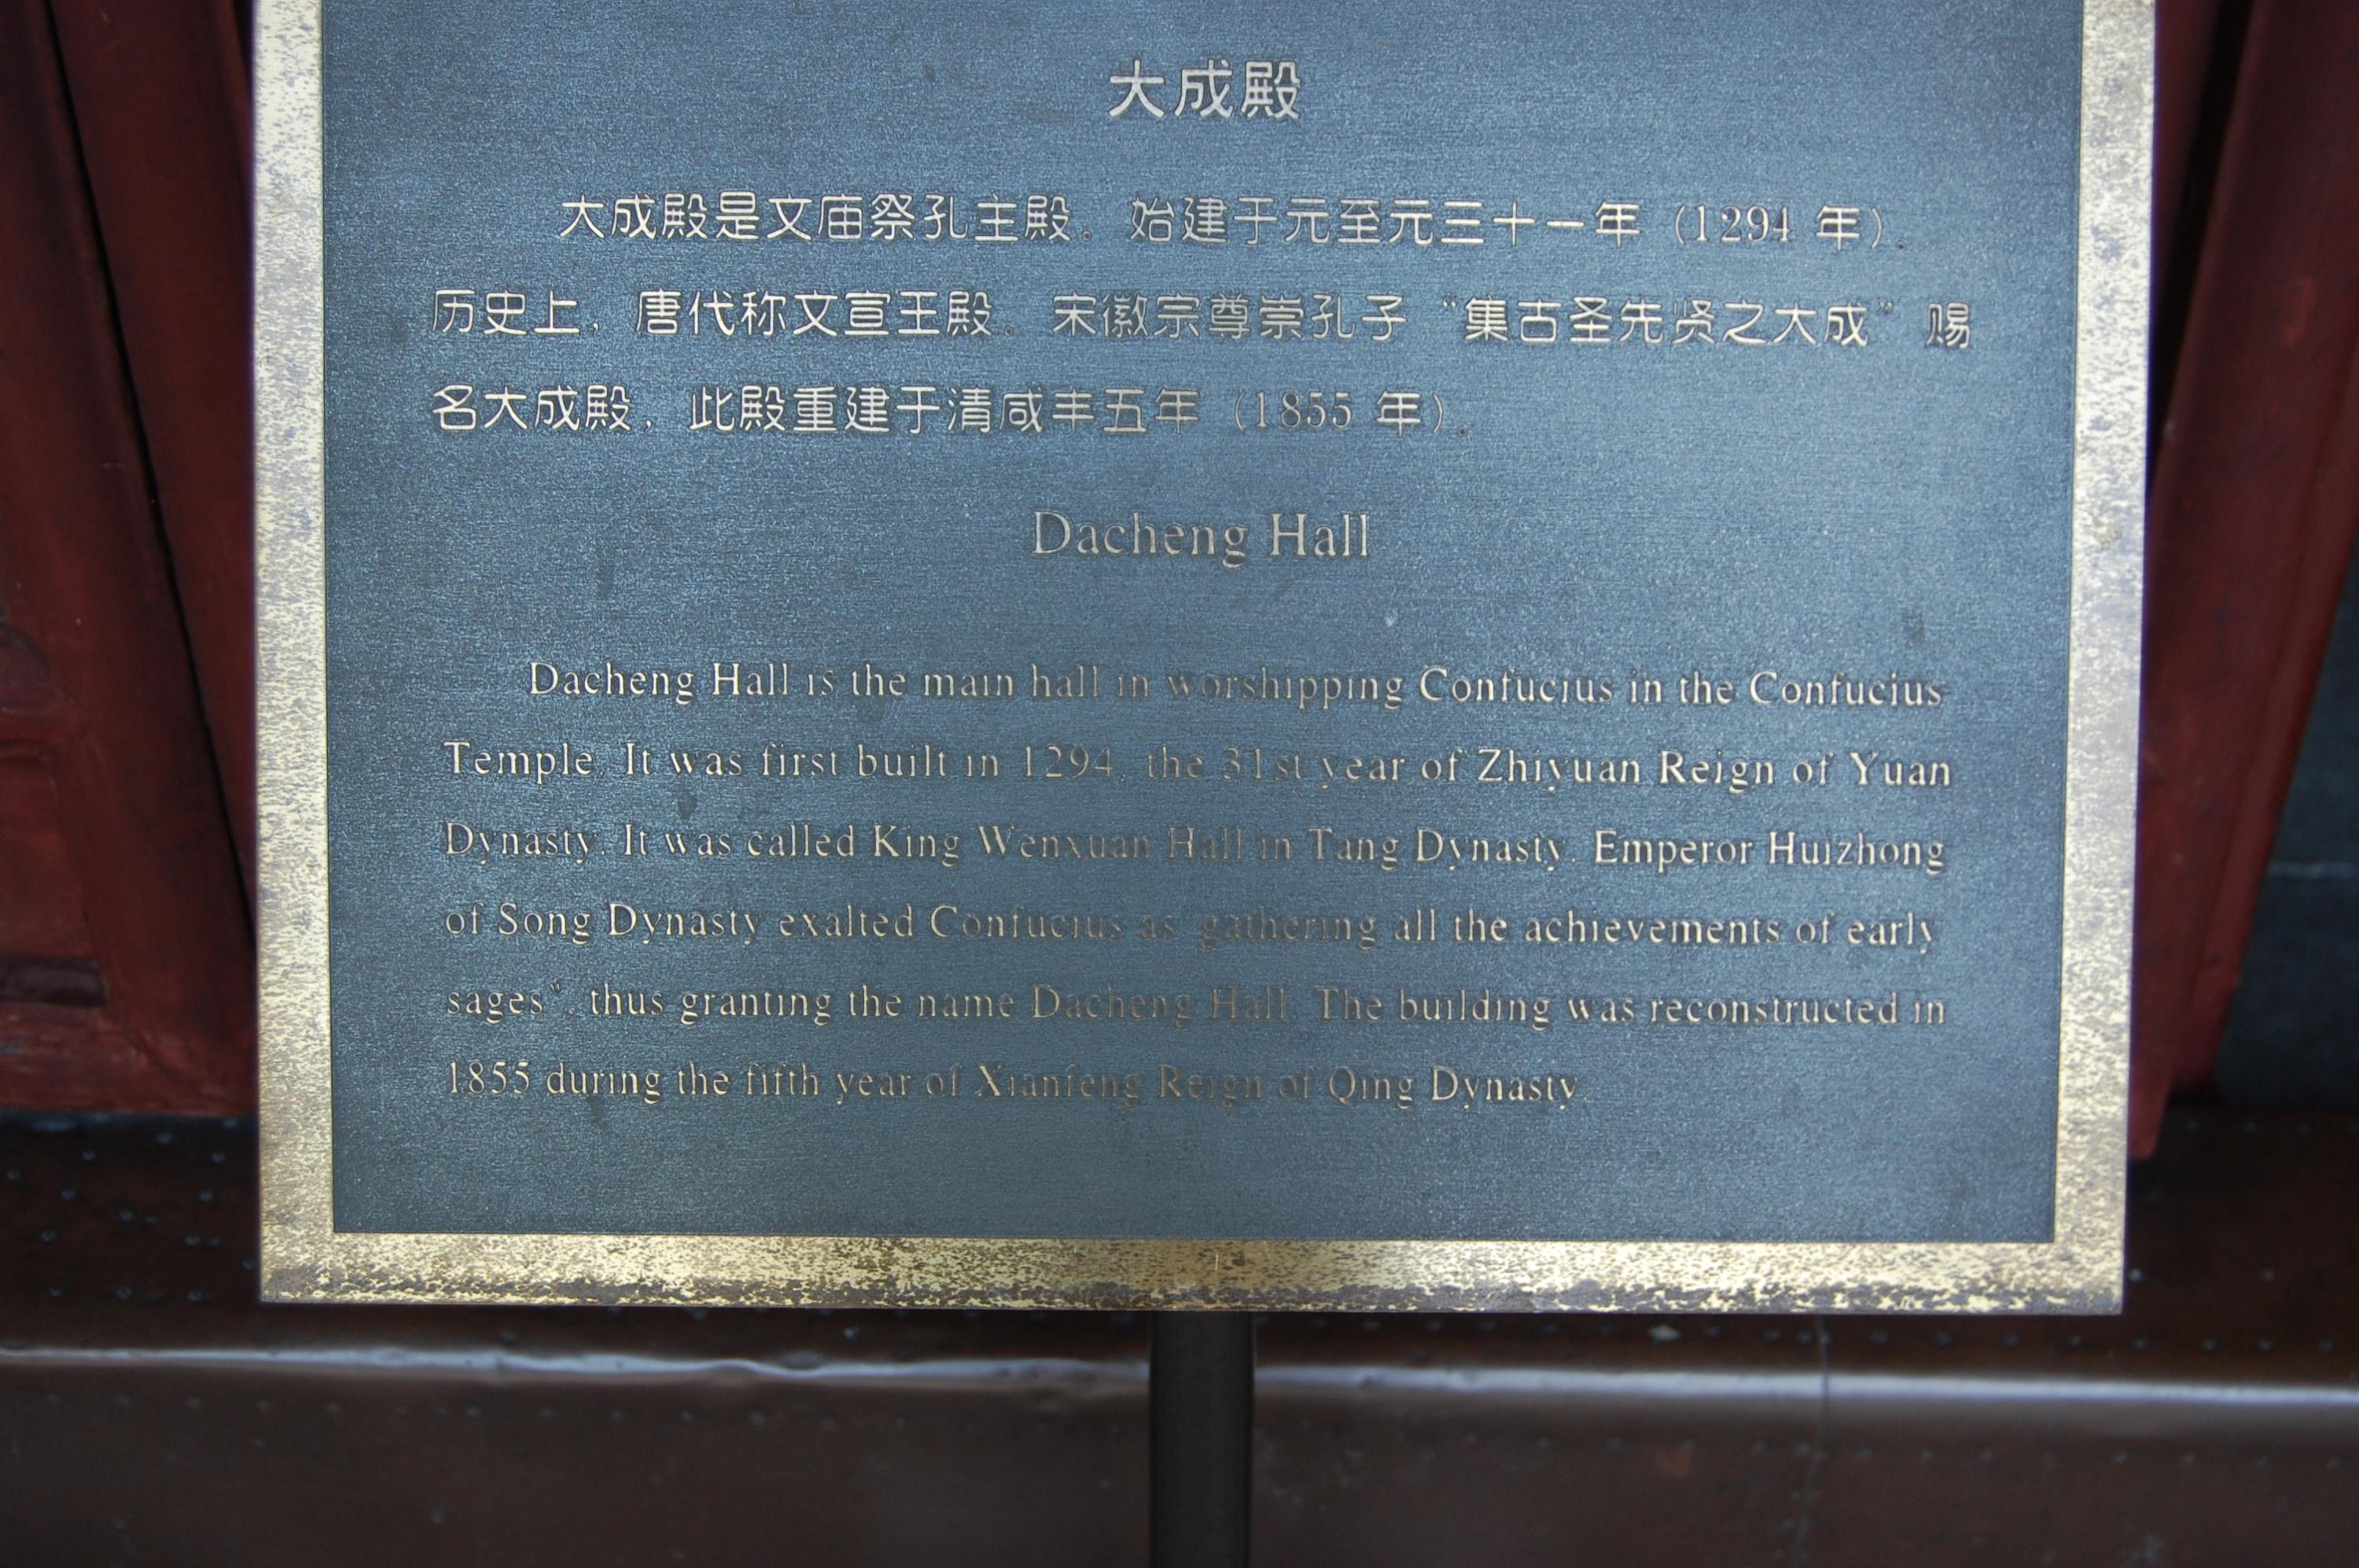 大成殿
大成殿是文庙祭孔主殿。始建于元至元三十一年（1294 年）。
历史上，唐代称文宣王殿。宋徽宗尊崇孔子“集古圣先贤之大成”赐
名大成殿，此殿重建于清咸丰五年（1855 年）。
Dacheng Hall
Dacheng Hall is the main hall in worshipping Confucius in the Confucius
Temple. It was first built in 1294, the 31st year of Zhiyuan Reign of Yuan
Dynasty. It was called King Wenxuan Hall in Tang Dynasty. Emperor Huizhong
of Song Dynasty exalted Confucius as "gathering all the achievements of early
sages", thus granting the name Dacheng Hall. The building was reconstructed in
1855 during the fifth year of Xianfeng Reign of Qing Dynasty.